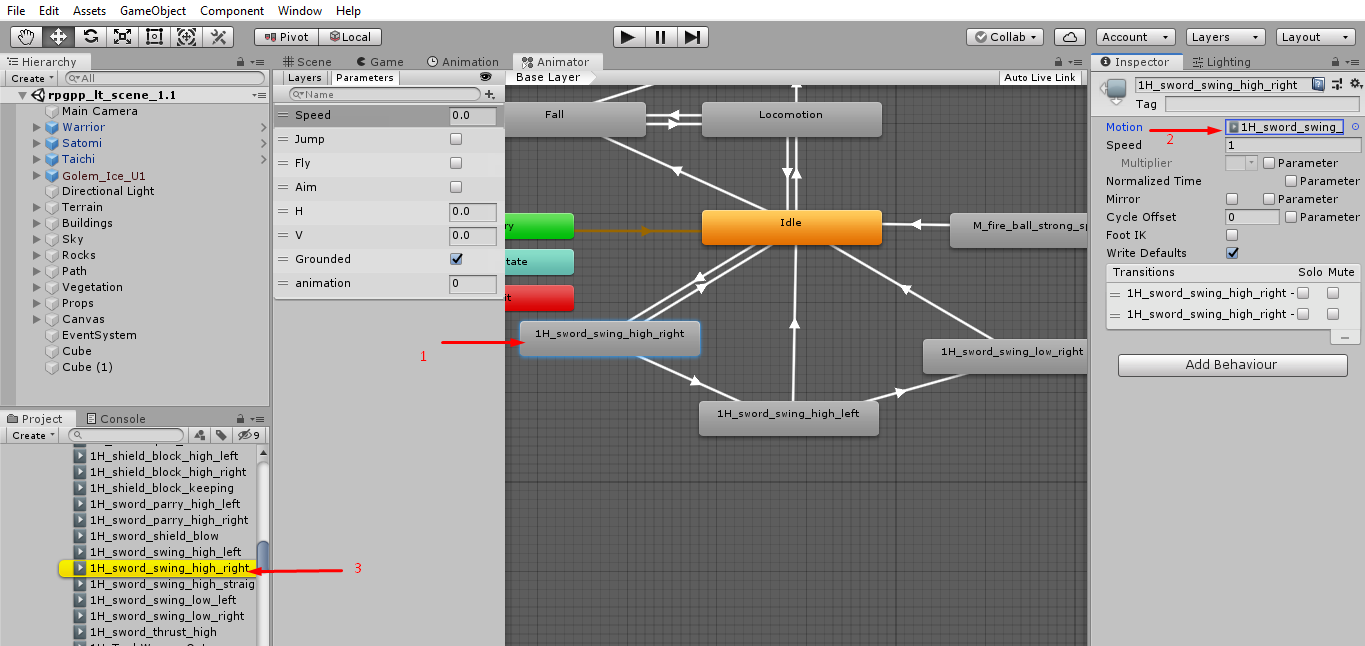 File Edit Assets GameObject Component Window Help
Pivot Local Collab Account Layers Layout
Hierarchy
Create All
rpgpp_lt_scene_1.1
Main Camera
Warrior
Satomi
Taichi
Golem_Ice_U1
Directional Light
Terrain
Buildings
Sky
Rocks
Path
Vegetation
Props
Canvas
EventSystem
Cube
Cube (1)
Project Console
Create 9
1H_shield_block_high_left
1H_shield_block_high_right
1H_shield_block_keeping
1H_sword_parry_high_left
1H_sword_parry_high_right
1H_sword_shield_blow
1H_sword_swing_high_left
1H_sword_swing_high_right
3
1H_sword_swing_high_straig
1H_sword_swing_low_left
1H_sword_swing_low_right
1H_sword_thrust_high
Scene Game Animation Animator
Layers Parameters Base Layer Auto Live Link
Name
Speed 0.0
Jump
Fly
Aim
H 0.0
V 0.0
Grounded
animation 0
Fall
Locomotion
Idle
M_fire_ball_strong_sp
ry
tate
it
1H_sword_swing_high_right
1
1H_sword_swing_low_right
1H_sword_swing_high_left
Inspector Lighting
1H_sword_swing_high_right
Tag
Motion 1H_sword_swing_
2
Speed 1
Multiplier Parameter
Normalized Time Parameter
Mirror Parameter
Cycle Offset 0 Parameter
Foot IK
Write Defaults
Transitions Solo Mute
1H_sword_swing_high_right -
1H_sword_swing_high_right -
Add Behaviour